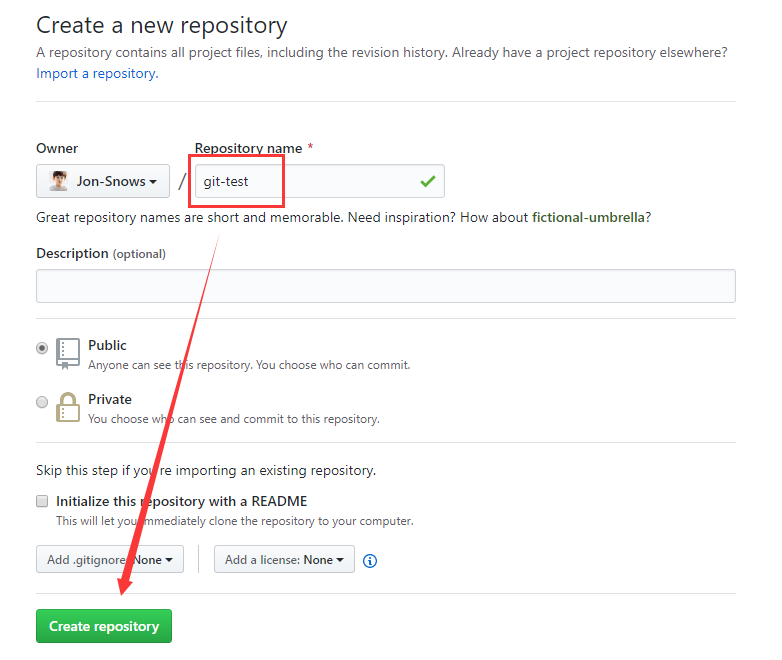 Create a new repository
A repository contains all project files, including the revision history. Already have a project repository elsewhere?
Import a repository.
Owner
Repository name *
Jon-Snows
/
git-test
Great repository names are short and memorable. Need inspiration? How about fictional-umbrella?
Description (optional)
Public
Anyone can see this repository. You choose who can commit.
Private
You choose who can see and commit to this repository.
Skip this step if you're importing an existing repository.
Initialize this repository with a README
This will let you immediately clone the repository to your computer.
Add .gitignore: None
Add a license: None
Create repository